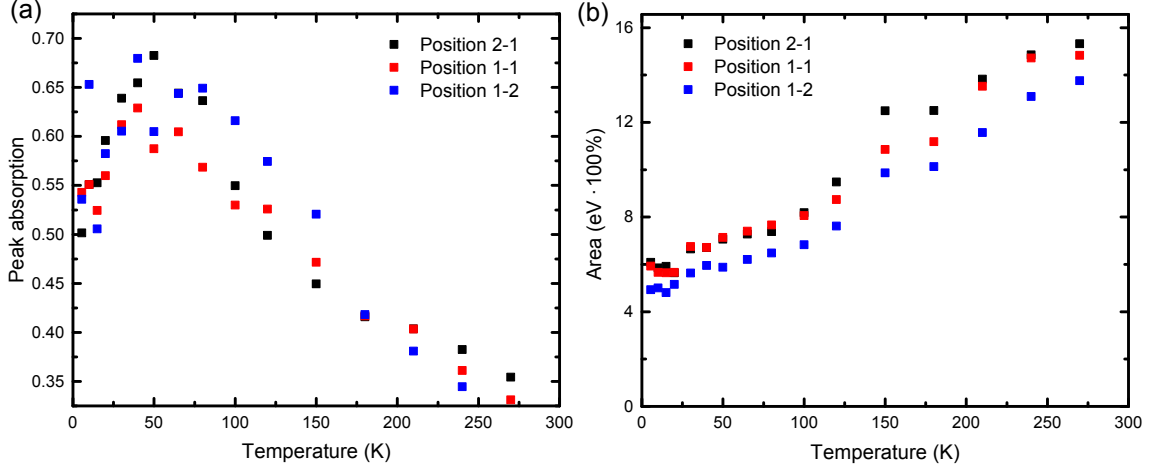 (a)
Peak absorption
0.70
0.65
0.60
0.55
0.50
0.45
0.40
0.35
Position 2-1
Position 1-1
Position 1-2
0 50 100 150 200 250 300
Temperature (K)
(b)
Area (eV · 100%)
16
12
8
4
0
Position 2-1
Position 1-1
Position 1-2
0 50 100 150 200 250 300
Temperature (K)